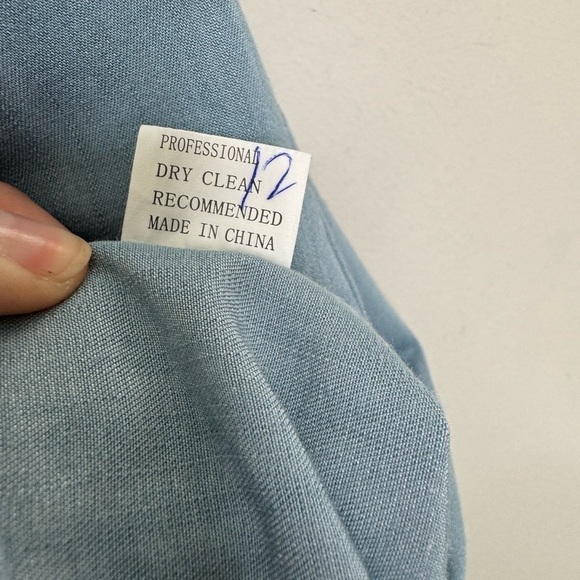 PROFESSIONAL
12
DRY CLEAN
RECOMMENDED
MADE IN CHINA